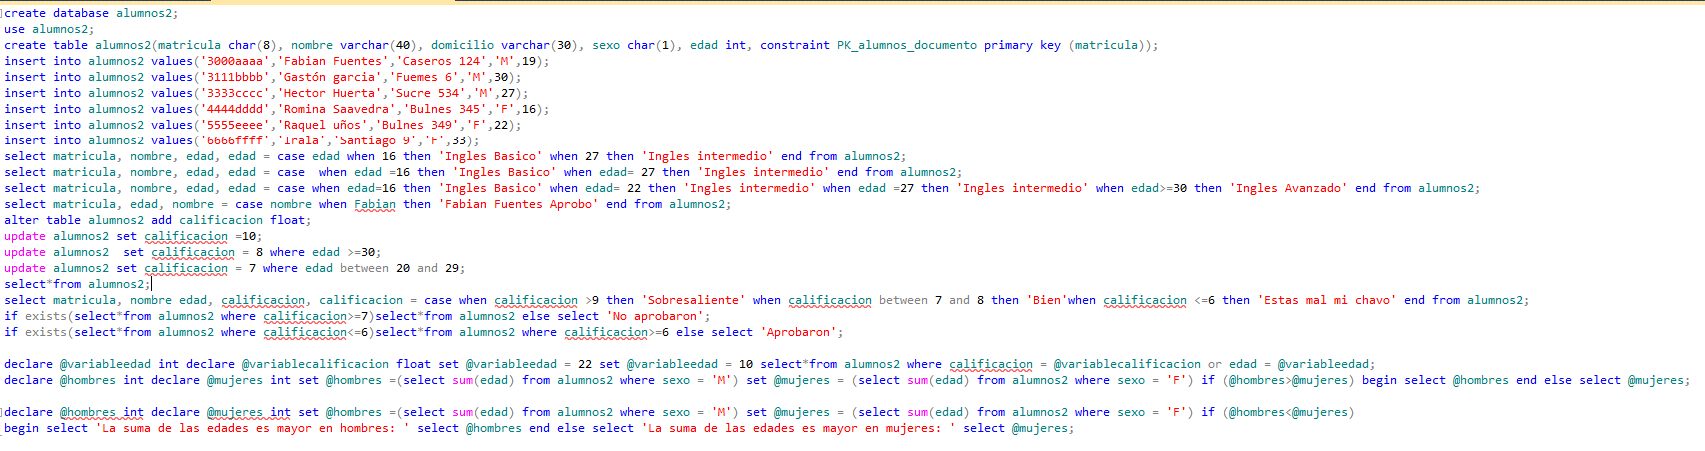 create database alumnos2;
use alumnos2;
create table alumnos2(matricula char(8), nombre varchar(40), domicilio varchar(30), sexo char(1), edad int, constraint PK_alumnos_documento primary key (matricula));
insert into alumnos2 values('3000aaaa','Fabian Fuentes','Caseros 124','M',19);
insert into alumnos2 values('3111bbbb','Gastón garcia','Fuemes 6','M',30);
insert into alumnos2 values('3333cccc','Hector Huerta','Sucre 534','M',27);
insert into alumnos2 values('4444dddd','Romina Saavedra','Bulnes 345','F',16);
insert into alumnos2 values('5555eeee','Raquel uños','Bulnes 349','F',22);
insert into alumnos2 values('6666ffff','Irala','Santiago 9','F',33);
select matricula, nombre, edad, edad = case edad when 16 then 'Ingles Basico' when 27 then 'Ingles intermedio' end from alumnos2;
select matricula, nombre, edad, edad = case  when edad =16 then 'Ingles Basico' when edad= 27 then 'Ingles intermedio' end from alumnos2;
select matricula, nombre, edad, edad = case when edad=16 then 'Ingles Basico' when edad= 22 then 'Ingles intermedio' when edad =27 then 'Ingles intermedio' when edad>=30 then 'Ingles Avanzado' end from alumnos2;
select matricula, edad, nombre = case nombre when Fabian then 'Fabian Fuentes Aprobo' end from alumnos2;
alter table alumnos2 add calificacion float;
update alumnos2 set calificacion =10;
update alumnos2  set calificacion = 8 where edad >=30;
update alumnos2 set calificacion = 7 where edad between 20 and 29;
select*from alumnos2;
select matricula, nombre edad, calificacion, calificacion = case when calificacion >9 then 'Sobresaliente' when calificacion between 7 and 8 then 'Bien'when calificacion <=6 then 'Estas mal mi chavo' end from alumnos2;
if exists(select*from alumnos2 where calificacion>=7)select*from alumnos2 else select 'No aprobaron';
if exists(select*from alumnos2 where calificacion<=6)select*from alumnos2 where calificacion>=6 else select 'Aprobaron';
declare @variableedad int declare @variablecalificacion float set @variableedad = 22 set @variableedad = 10 select*from alumnos2 where calificacion = @variablecalificacion or edad = @variableedad;
declare @hombres int declare @mujeres int set @hombres =(select sum(edad) from alumnos2 where sexo = 'M') set @mujeres = (select sum(edad) from alumnos2 where sexo = 'F') if (@hombres>@mujeres) begin select @hombres end else select @mujeres;
declare @hombres int declare @mujeres int set @hombres =(select sum(edad) from alumnos2 where sexo = 'M') set @mujeres = (select sum(edad) from alumnos2 where sexo = 'F') if (@hombres<@mujeres)
begin select 'La suma de las edades es mayor en hombres: ' select @hombres end else select 'La suma de las edades es mayor en mujeres: ' select @mujeres;